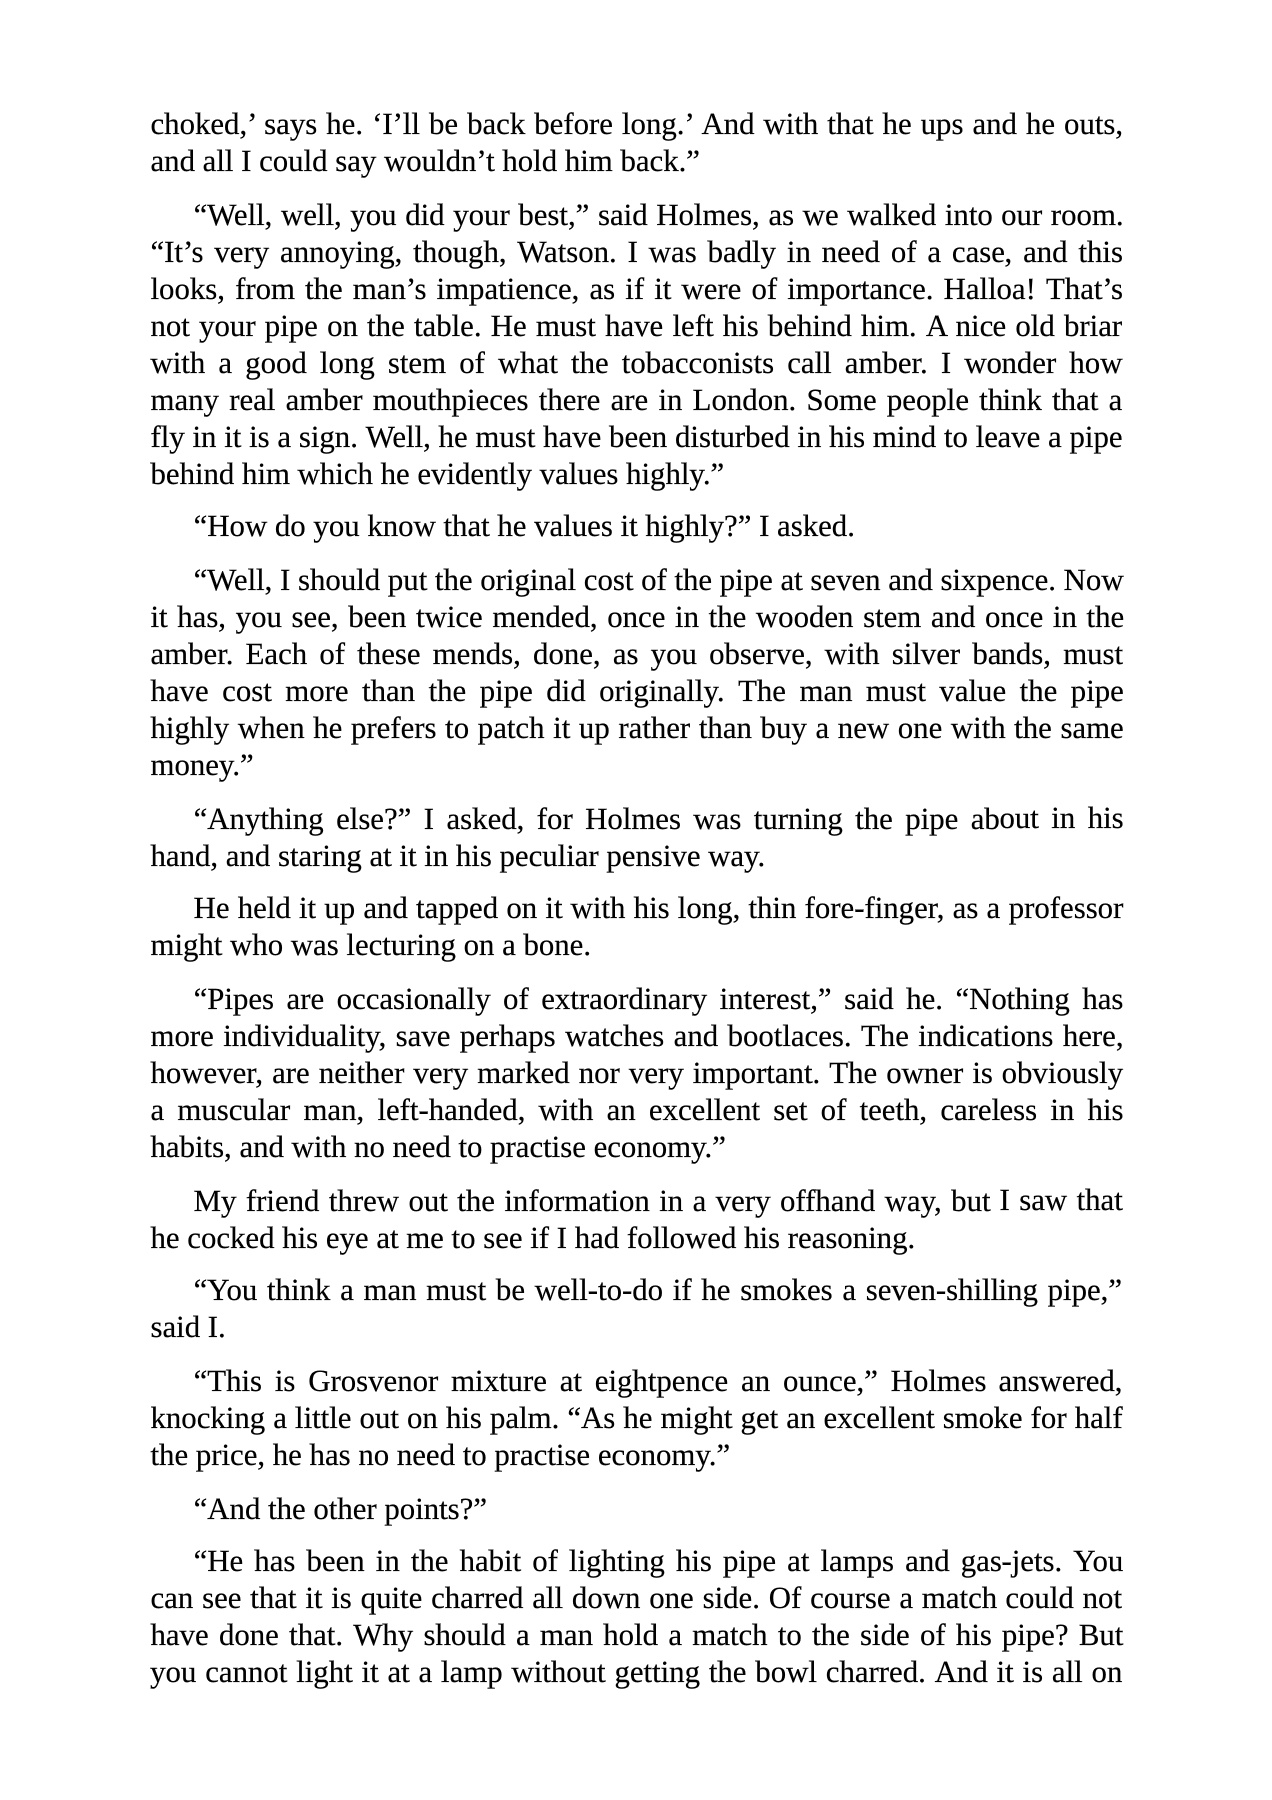 choked,’ says he. ‘I’ll be back before long.’ And with that he ups and he outs,
and all I could say wouldn’t hold him back.”
“Well, well, you did your best,” said Holmes, as we walked into our room.
“It’s very annoying, though, Watson. I was badly in need of a case, and this
looks, from the man’s impatience, as if it were of importance. Halloa! That’s
not your pipe on the table. He must have left his behind him. A nice old briar
with a good long stem of what the tobacconists call amber. I wonder how
many real amber mouthpieces there are in London. Some people think that a
fly in it is a sign. Well, he must have been disturbed in his mind to leave a pipe
behind him which he evidently values highly.”
“How do you know that he values it highly?” I asked.
“Well, I should put the original cost of the pipe at seven and sixpence. Now
it has, you see, been twice mended, once in the wooden stem and once in the
amber. Each of these mends, done, as you observe, with silver bands, must
have cost more than the pipe did originally. The man must value the pipe
highly when he prefers to patch it up rather than buy a new one with the same
money.”
“Anything else?” I asked, for Holmes was turning the pipe about in his
hand, and staring at it in his peculiar pensive way.
He held it up and tapped on it with his long, thin fore-finger, as a professor
might who was lecturing on a bone.
“Pipes are occasionally of extraordinary interest,” said he. “Nothing has
more individuality, save perhaps watches and bootlaces. The indications here,
however, are neither very marked nor very important. The owner is obviously
a muscular man, left-handed, with an excellent set of teeth, careless in his
habits, and with no need to practise economy.”
My friend threw out the information in a very offhand way, but I saw that
he cocked his eye at me to see if I had followed his reasoning.
“You think a man must be well-to-do if he smokes a seven-shilling pipe,”
said I.
“This is Grosvenor mixture at eightpence an ounce,” Holmes answered,
knocking a little out on his palm. “As he might get an excellent smoke for half
the price, he has no need to practise economy.”
“And the other points?”
“He has been in the habit of lighting his pipe at lamps and gas-jets. You
can see that it is quite charred all down one side. Of course a match could not
have done that. Why should a man hold a match to the side of his pipe? But
you cannot light it at a lamp without getting the bowl charred. And it is all on